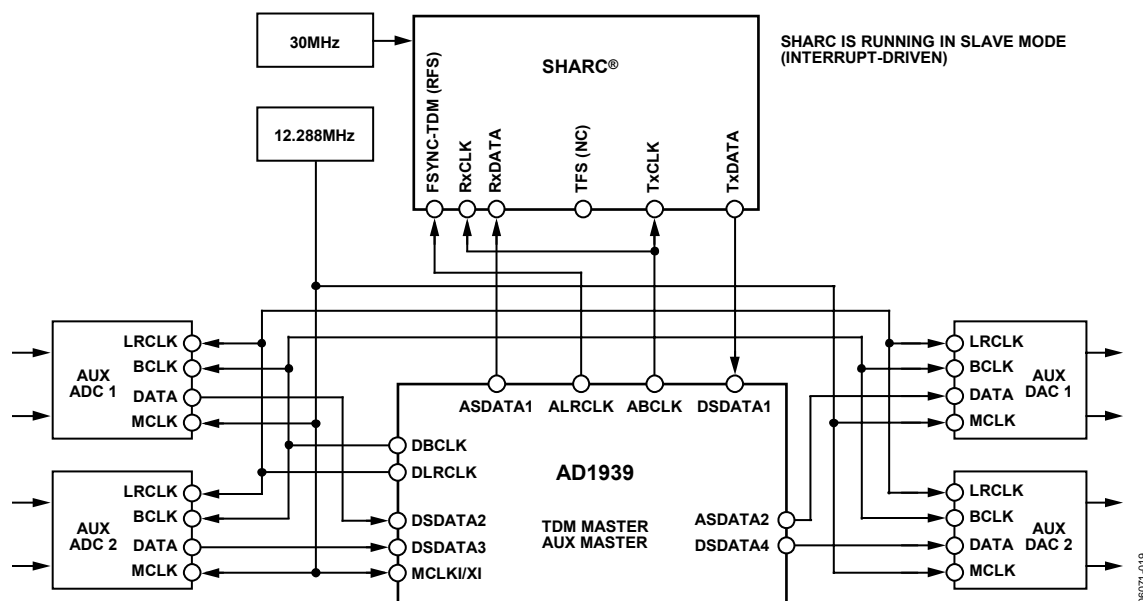 30MHz
SHARC®
SHARC IS RUNNING IN SLAVE MODE
(INTERRUPT-DRIVEN)
12.288MHz
FSYNC-TDM (RFS)
RxCLK
RxDATA
TFS (NC)
TxCLK
TxDATA
AUX
ADC 1
LRCLK
BCLK
DATA
MCLK
AUX
ADC 2
LRCLK
BCLK
DATA
MCLK
ASDATA1
ALRCLK
ABCLK
DSDATA1
DBCLK
DLRCLK
DSDATA2
DSDATA3
MCLKI/XI
AD1939
TDM MASTER
AUX MASTER
ASDATA2
DSDATA4
LRCLK
BCLK
DATA
MCLK
AUX
DAC 1
LRCLK
BCLK
DATA
MCLK
AUX
DAC 2
06071-019